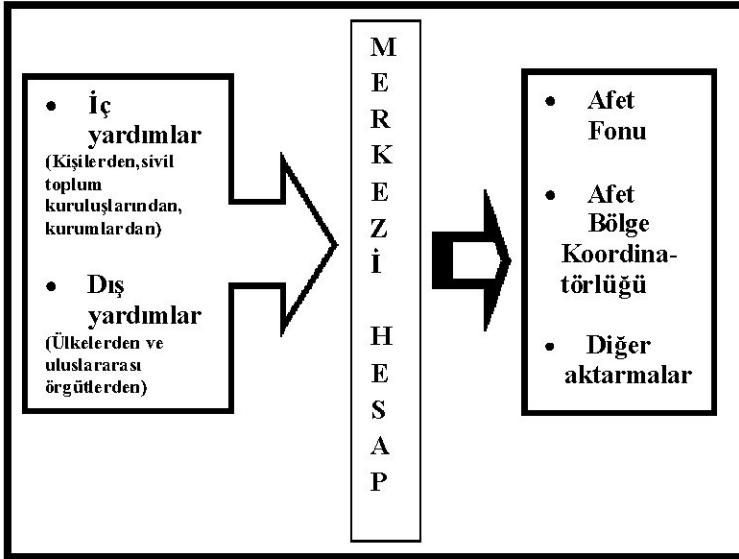 • İç
yardımlar
(Kişilerden,sivil
toplum
kuruluşlarından,
kurumlardan)
• Dış
yardımlar
(Ülkelerden ve
uluslararası
örgütlerden)
M
E
R
K
E
Z
İ
H
E
S
A
P
• Afet
Fonu
• Afet
Bölge
Koordina-
törlüğü
• Diğer
aktarmalar